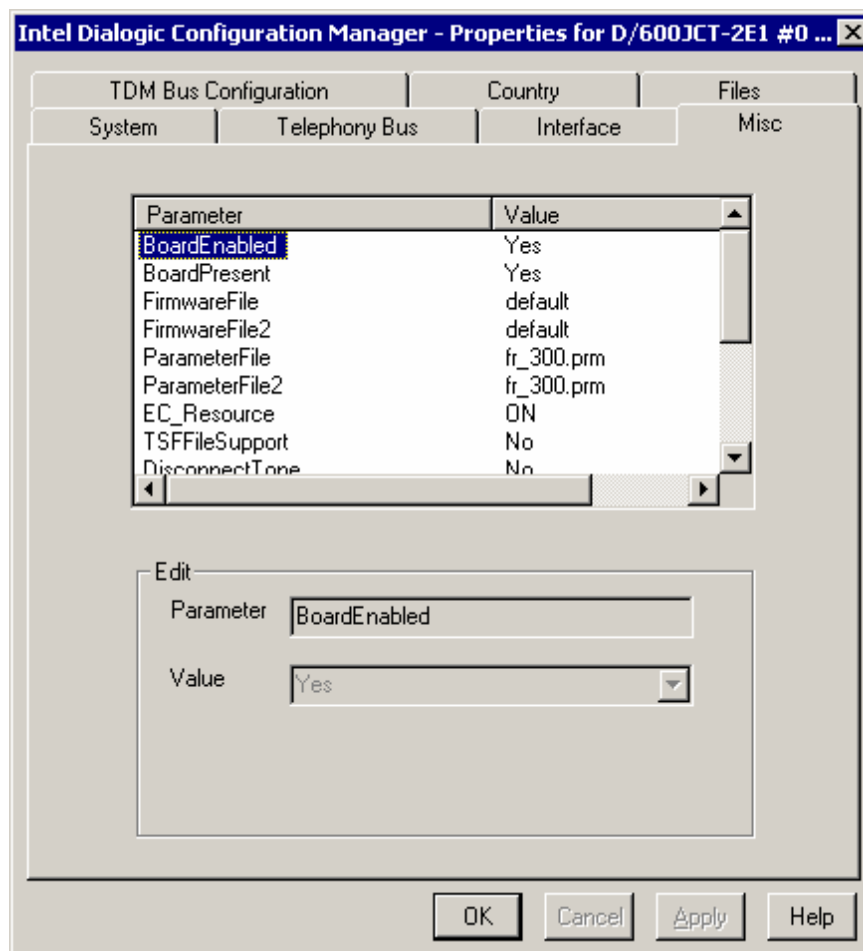 Intel Dialogic Configuration Manager - Properties for D/600JCT-2E1 #0 ...
TDM Bus Configuration Country Files
System Telephony Bus Interface Misc
Parameter Value
BoardEnabled Yes
BoardPresent Yes
FirmwareFile default
FirmwareFile2 default
ParameterFile fr_300.prm
ParameterFile2 fr_300.prm
EC_Resource ON
TSFFileSupport No
DisconnectTone No
Edit
Parameter BoardEnabled
Value Yes
OK Cancel Apply Help